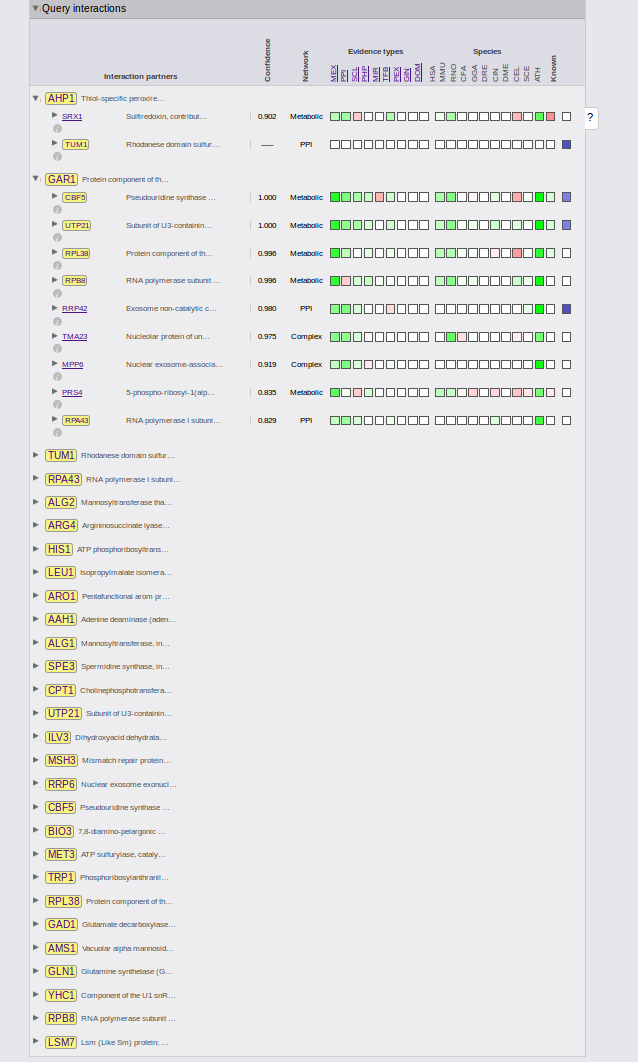 Query interactions
Interaction partners
Confidence
Network
Evidence types
MEX PPI SCL PHP MIR TFB PEX GIN DOM
Species
HSA MMU RNO CFA GGA DRE CIN DME CEL SCE ATH
Known
AHP1 Thiol-specific peroxire...
SRX1 Sulfiredoxin, contribut... 0.902 Metabolic
TUM1 Rhodanese domain sulfur... — PPI
?
GAR1 Protein component of th...
CBF5 Pseudouridine synthase ... 1.000 Metabolic
UTP21 Subunit of U3-containin... 1.000 Metabolic
RPL38 Protein component of th... 0.996 Metabolic
RPB8 RNA polymerase subunit ... 0.996 Metabolic
RRP42 Exosome non-catalytic c... 0.980 PPI
TMA23 Nucleolar protein of un... 0.975 Complex
MPP6 Nuclear exosome-associa... 0.919 Complex
PRS4 5-phospho-ribosyl-1(alp... 0.835 Metabolic
RPA43 RNA polymerase I subuni... 0.829 PPI
TUM1 Rhodanese domain sulfur...
RPA43 RNA polymerase I subuni...
ALG2 Mannosyltransferase tha...
ARG4 Argininosuccinate lyase...
HIS1 ATP phosphoribosyltrans...
LEU1 Isopropylmalate isomera...
ARO1 Pentafunctional arom pr...
AAH1 Adenine deaminase (aden...
ALG1 Mannosyltransferase, in...
SPE3 Spermidine synthase, in...
CPT1 Cholinephosphotransfera...
UTP21 Subunit of U3-containin...
ILV3 Dihydroxyacid dehydrata...
MSH3 Mismatch repair protein...
RRP6 Nuclear exosome exonucl...
CBF5 Pseudouridine synthase ...
BIO3 7,8-diamino-pelargonic ...
MET3 ATP sulfurylase, cataly...
TRP1 Phosphoribosylanthranil...
RPL38 Protein component of th...
GAD1 Glutamate decarboxylase...
AMS1 Vacuolar alpha mannosid...
GLN1 Glutamine synthetase (G...
YHC1 Component of the U1 snR...
RPB8 RNA polymerase subunit ...
LSM7 Lsm (Like Sm) protein; ...